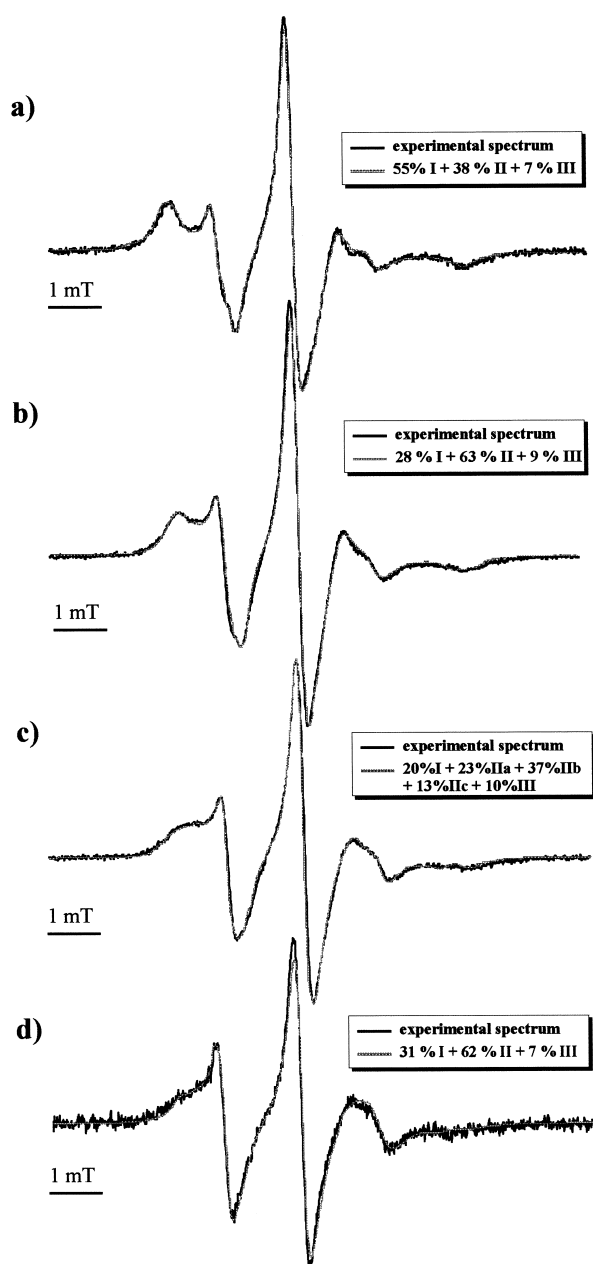 a)
experimental spectrum
55% I + 38 % II + 7 % III
1 mT
b)
experimental spectrum
28 % I + 63 % II + 9 % III
1 mT
c)
experimental spectrum
20%I + 23%IIa + 37%IIb
+ 13%IIc + 10%III
1 mT
d)
experimental spectrum
31 % I + 62 % II + 7 % III
1 mT